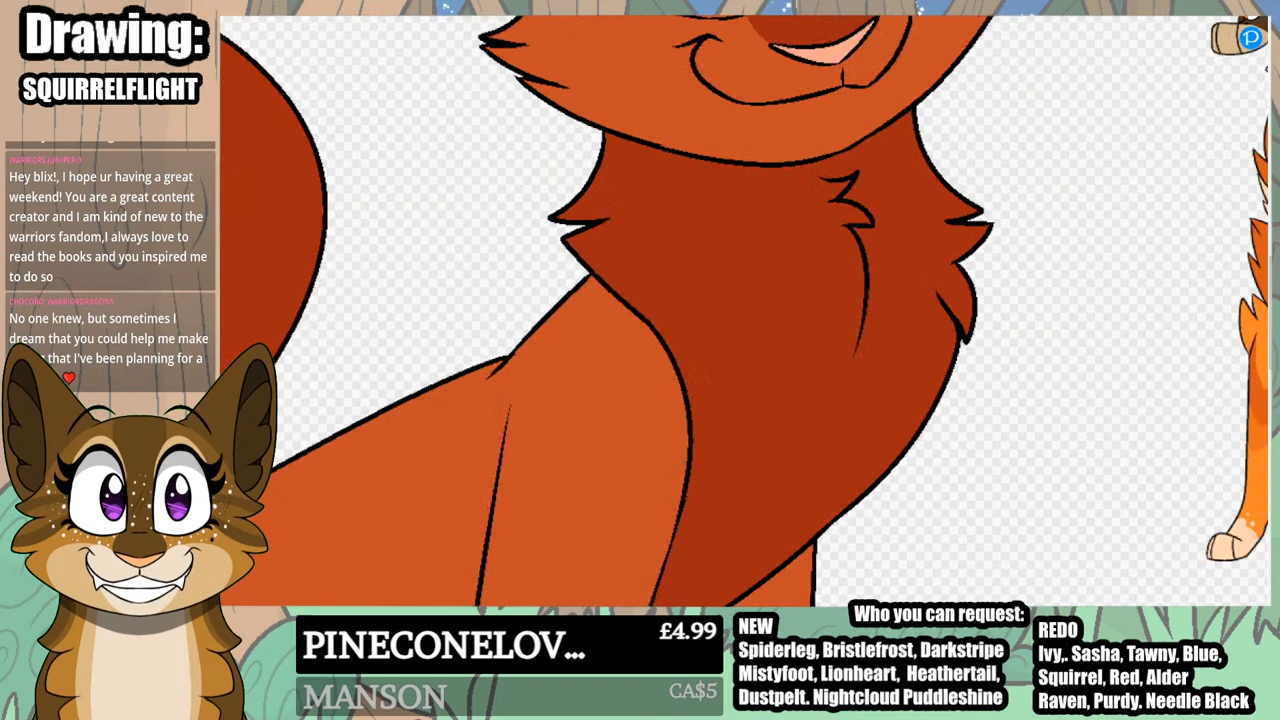 Drawing:
SQUIRRELFLIGHT
WARRIORS.JUNIPER-X
Hey blix!, I hope ur having a great
weekend! You are a great content
creator and I am kind of new to the
warriors fandom,I always love to
read the books and you inspired me
to do so
CHOCOBO_WARRIORDRAGONS
No one knew, but sometimes I
dream that you could help me make
that I've been planning for a
P
PINECONELOV...
£4.99
MANSON
CA$5
Who you can request:
NEW
Spiderleg, Bristlefrost, Darkstripe
Mistyfoot, Lionheart, Heathertail,
Dustpelt. Nightcloud Puddleshine
REDO
Ivy,. Sasha, Tawny, Blue,
Squirrel, Red, Alder
Raven, Purdy. Needle Black